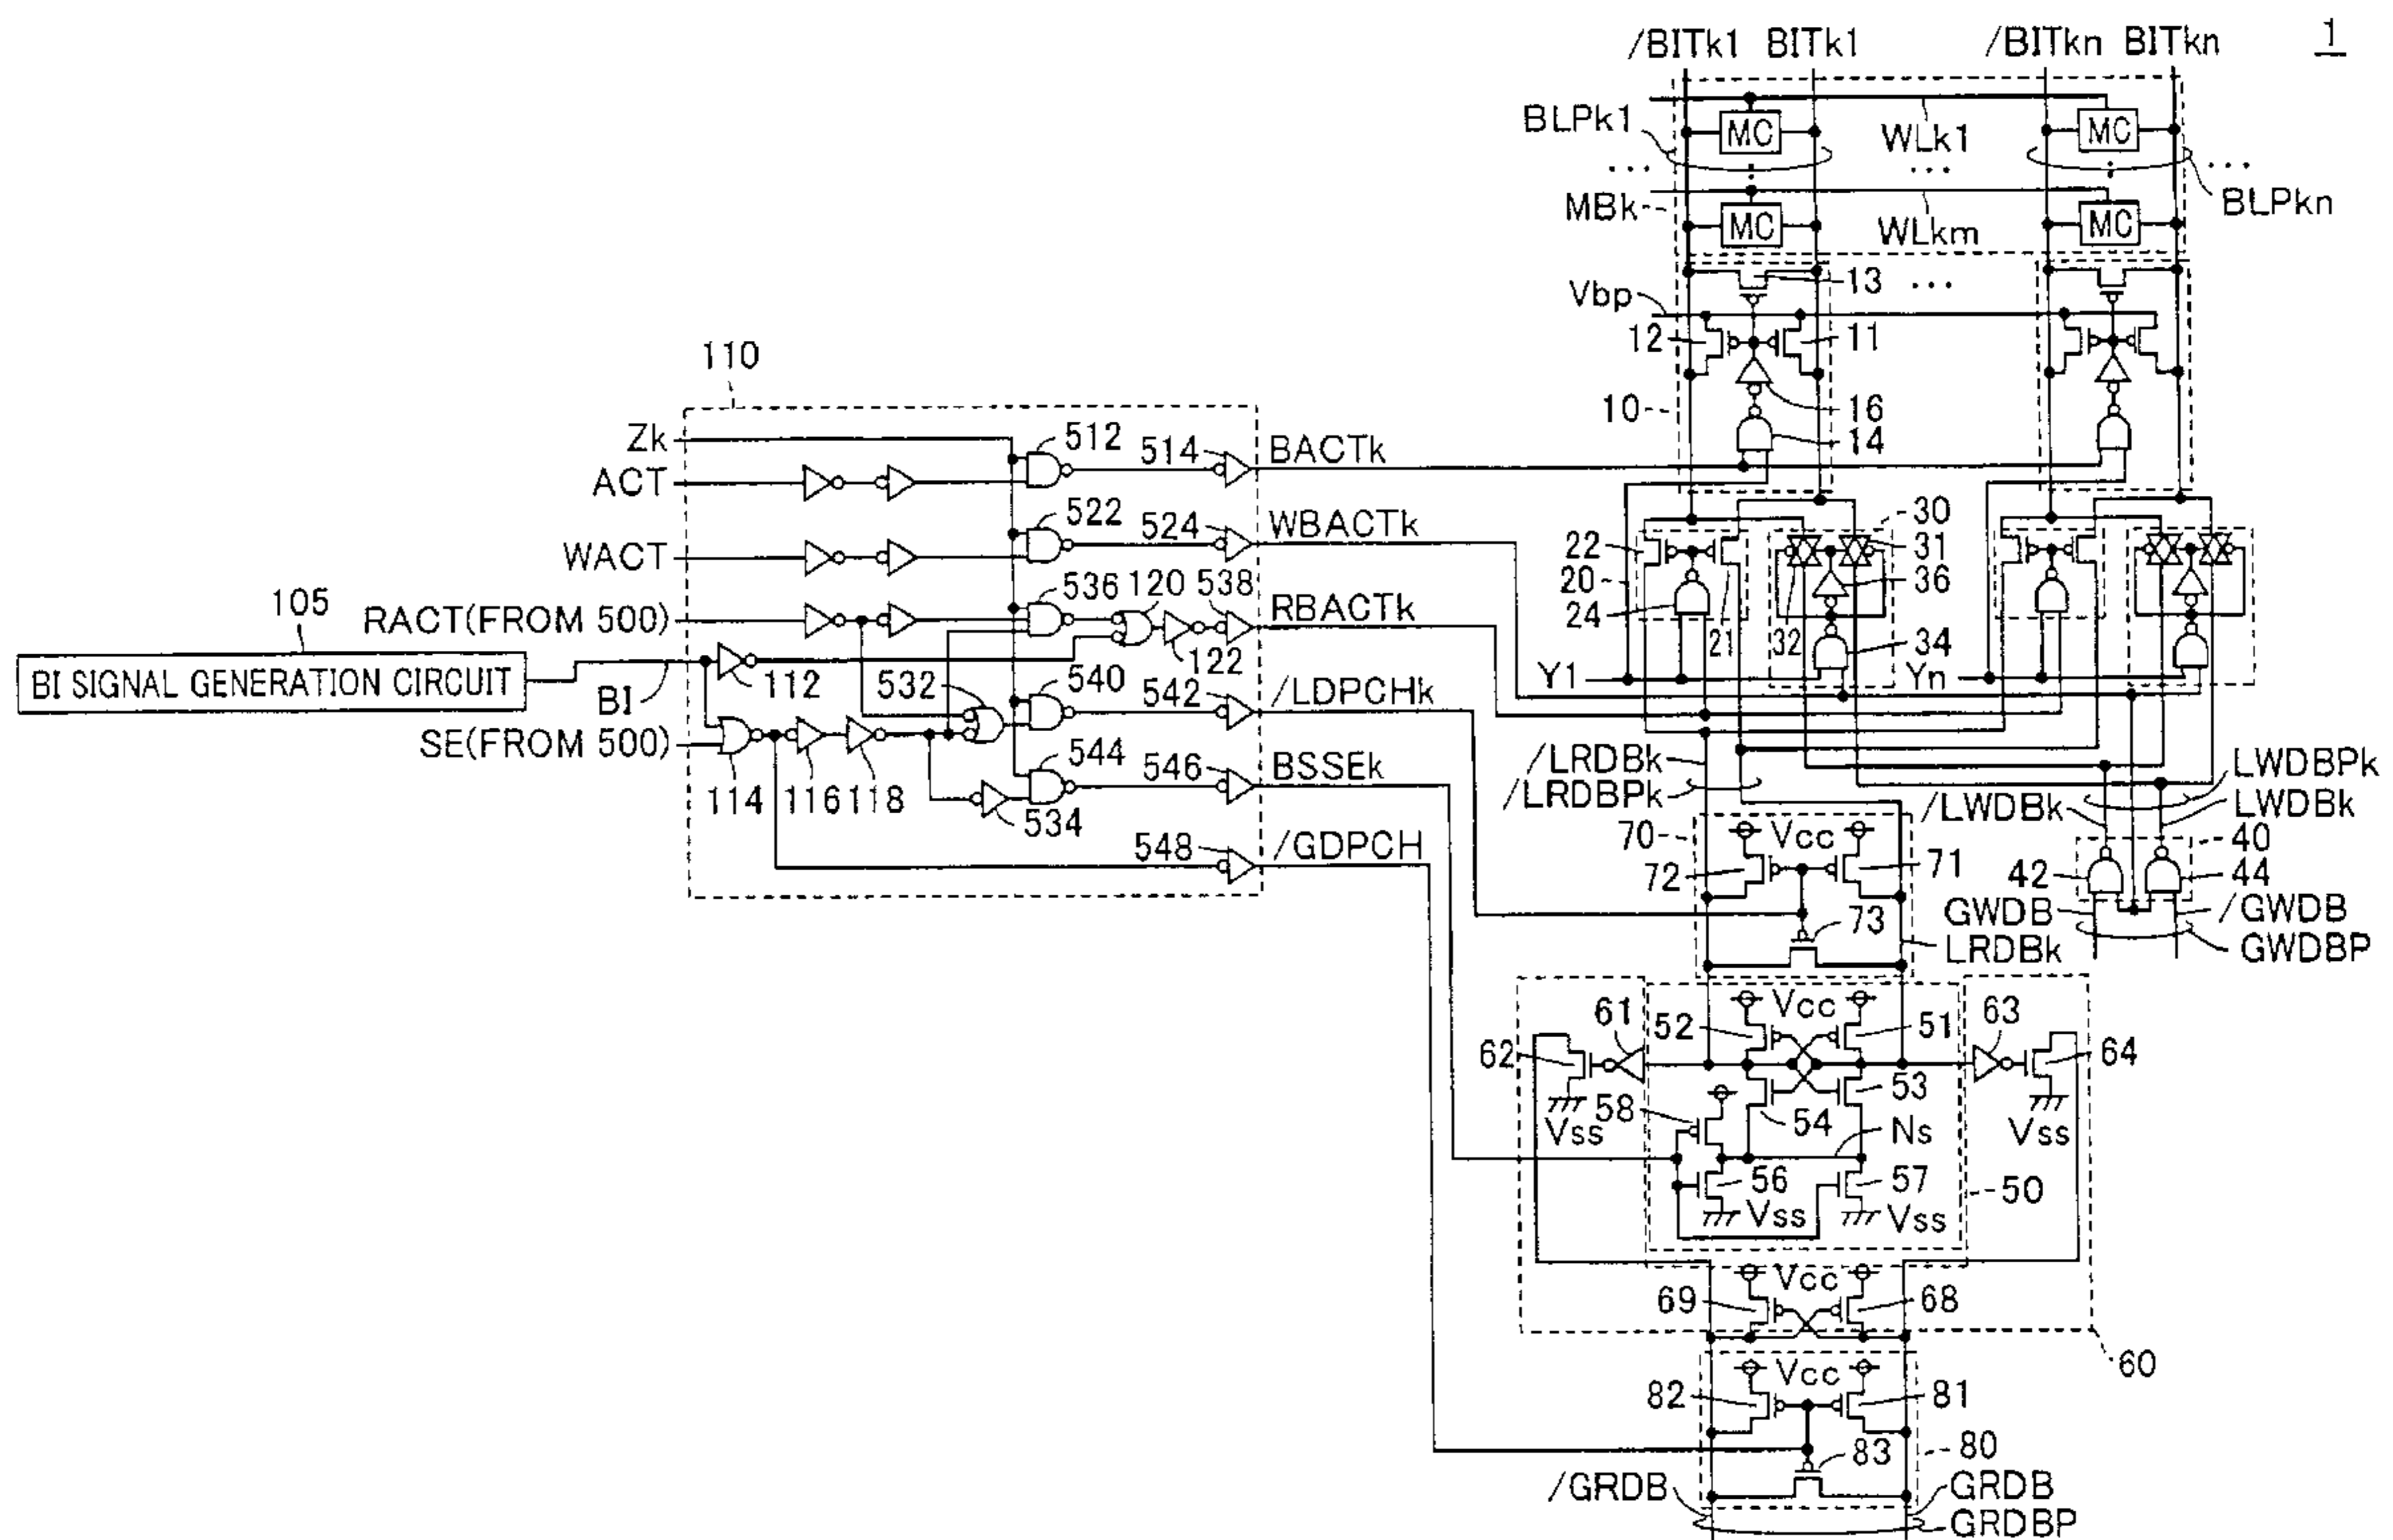 1
/BITk1 BITk1 /BITkn BITkn
BLPk1 MC WLk1 MC
... ... ...
MBk MC WLkm MC BLPkn
Vbp 13 ...
12 11
110
10 16
14
Zk 512 514 BACTk
ACT
522 524 WBACTk
WACT
30
22 31
20 36
24 21 32 34
105
RACT(FROM 500) 536 120 538 RBACTk
122
BI SIGNAL GENERATION CIRCUIT
112
BI
532 540 542 /LDPCHk
Y1 Yn
SE(FROM 500)
114 116 118
544 546 BSSEk
534
548 /GDPCH
/LRDBk
/LRDBPk
LWDBPk
/LWDBk LWDBk
70 Vcc
72 71
40
42 44
GWDB /GWDB
73 GWDBP
LRDBk
Vcc
61 52 51 63
62 64
53
58 54
Vss Ns Vss
56 57 50
Vss Vss
Vcc
69 68
60
Vcc
82 81
80
83
/GRDB GRDB
GRDBP